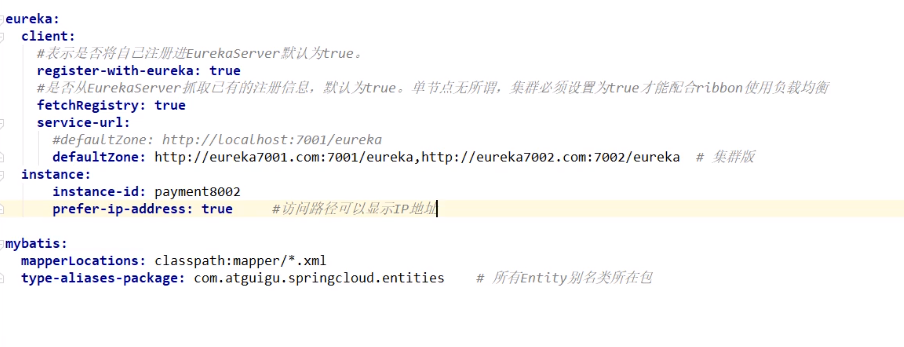 eureka:
  client:
    #表示是否将自己注册进EurekaServer默认为true。
    register-with-eureka: true
    #是否从EurekaServer抓取已有的注册信息，默认为true。单节点无所谓，集群必须设置为true才能配合ribbon使用负载均衡
    fetchRegistry: true
    service-url:
      #defaultZone: http://localhost:7001/eureka
      defaultZone: http://eureka7001.com:7001/eureka,http://eureka7002.com:7002/eureka  # 集群版
  instance:
      instance-id: payment8002
      prefer-ip-address: true     #访问路径可以显示IP地址
mybatis:
  mapperLocations: classpath:mapper/*.xml
  type-aliases-package: com.atguigu.springcloud.entities    # 所有Entity别名类所在包